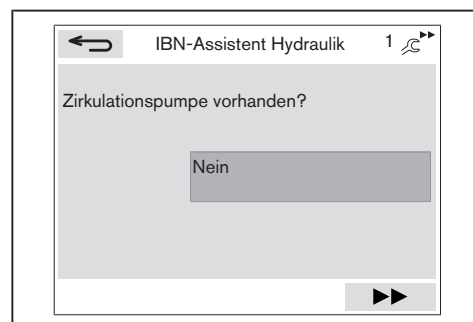 IBN-Assistent Hydraulik 1
Zirkulationspumpe vorhanden?
Nein